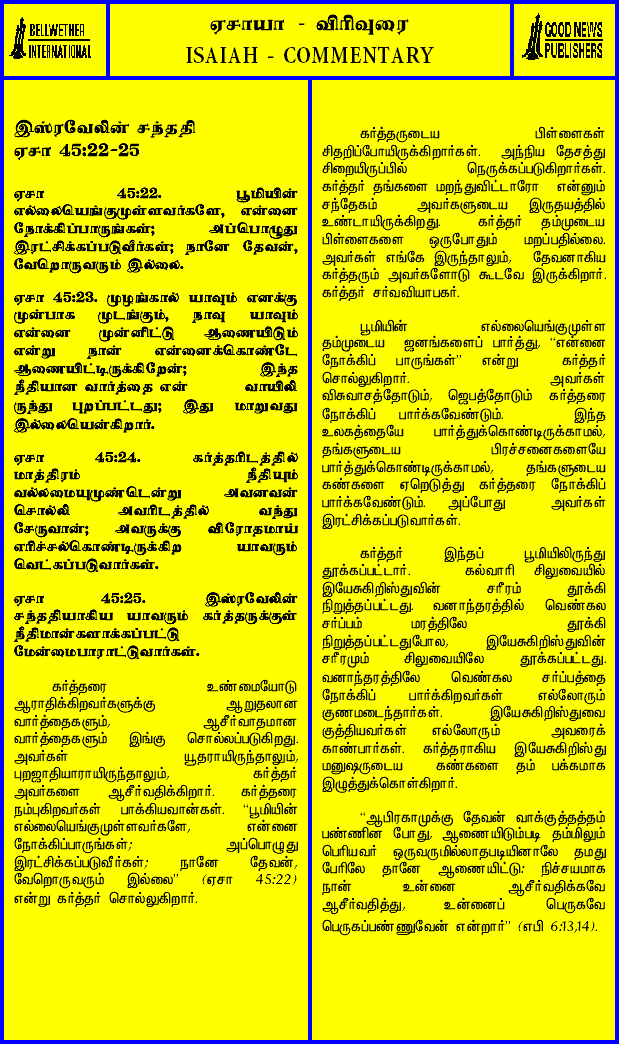 BELLWETHER
INTERNATIONAL
ஏசாயா - விரிவுரை
ISAIAH - COMMENTARY
GOOD NEWS
PUBLISHERS
இஸ்ரவேலின் சந்ததி
ஏசா 45:22-25
ஏசா 45:22. பூமியின்
எல்லையெங்குமுள்ளவர்களே, என்னை
நோக்கிப்பாருங்கள்; அப்பொழுது
இரட்சிக்கப்படுவீர்கள்; நானே தேவன்,
வேறொருவரும் இல்லை.
ஏசா 45:23. முழங்கால் யாவும் எனக்கு
முன்பாக முடங்கும், நாவு யாவும்
என்னை முன்னிட்டு ஆணையிடும்
என்று நான் என்னைக்கொண்டே
ஆணையிட்டிருக்கிறேன்; இந்த
நீதியான வார்த்தை என் வாயிலி
ருந்து புறப்பட்டது; இது மாறுவது
இல்லையென்கிறார்.
ஏசா 45:24. கர்த்தரிடத்தில்
மாத்திரம் நீதியும்
வல்லமையுமுண்டென்று அவனவன்
சொல்லி அவரிடத்தில் வந்து
சேருவான்; அவருக்கு விரோதமாய்
எரிச்சல்கொண்டிருக்கிற யாவரும்
வெட்கப்படுவார்கள்.
ஏசா 45:25. இஸ்ரவேலின்
சந்ததியாகிய யாவரும் கர்த்தருக்குள்
நீதிமான்களாக்கப்பட்டு
மேன்மைபாராட்டுவார்கள்.
கர்த்தரை உண்மையோடு
ஆராதிக்கிறவர்களுக்கு ஆறுதலான
வார்த்தைகளும், ஆசீர்வாதமான
வார்த்தைகளும் இங்கு சொல்லப்படுகிறது.
அவர்கள் யூதராயிருந்தாலும்,
புறஜாதியாராயிருந்தாலும், கர்த்தர்
அவர்களை ஆசீர்வதிக்கிறார். கர்த்தரை
நம்புகிறவர்கள் பாக்கியவான்கள். “பூமியின்
எல்லையெங்குமுள்ளவர்களே, என்னை
நோக்கிப்பாருங்கள்; அப்பொழுது
இரட்சிக்கப்படுவீர்கள்; நானே தேவன்,
வேறொருவரும் இல்லை” (ஏசா 45:22)
என்று கர்த்தர் சொல்லுகிறார்.
கர்த்தருடைய பிள்ளைகள்
சிதறிப்போயிருக்கிறார்கள். அந்நிய தேசத்து
சிறையிருப்பில் நெருக்கப்படுகிறார்கள்.
கர்த்தர் தங்களை மறந்துவிட்டாரோ என்னும்
சந்தேகம் அவர்களுடைய இருதயத்தில்
உண்டாயிருக்கிறது. கர்த்தர் தம்முடைய
பிள்ளைகளை ஒருபோதும் மறப்பதில்லை.
அவர்கள் எங்கே இருந்தாலும், தேவனாகிய
கர்த்தரும் அவர்களோடு கூடவே இருக்கிறார்.
கர்த்தர் சர்வவியாபகர்.
பூமியின் எல்லையெங்குமுள்ள
தம்முடைய ஜனங்களைப் பார்த்து, “என்னை
நோக்கிப் பாருங்கள்” என்று கர்த்தர்
சொல்லுகிறார். அவர்கள்
விசுவாசத்தோடும், ஜெபத்தோடும் கர்த்தரை
நோக்கிப் பார்க்கவேண்டும். இந்த
உலகத்தையே பார்த்துக்கொண்டிருக்காமல்,
தங்களுடைய பிரச்சனைகளையே
பார்த்துக்கொண்டிருக்காமல், தங்களுடைய
கண்களை ஏறெடுத்து கர்த்தரை நோக்கிப்
பார்க்கவேண்டும். அப்போது அவர்கள்
இரட்சிக்கப்படுவார்கள்.
கர்த்தர் இந்தப் பூமியிலிருந்து
தூக்கப்பட்டார். கல்வாரி சிலுவையில்
இயேசுகிறிஸ்துவின் சரீரம் தூக்கி
நிறுத்தப்பட்டது. வனாந்தரத்தில் வெண்கல
சர்ப்பம் மரத்திலே தூக்கி
நிறுத்தப்பட்டதுபோல, இயேசுகிறிஸ்துவின்
சரீரமும் சிலுவையிலே தூக்கப்பட்டது.
வனாந்தரத்திலே வெண்கல சர்ப்பத்தை
நோக்கிப் பார்க்கிறவர்கள் எல்லோரும்
குணமடைந்தார்கள். இயேசுகிறிஸ்துவை
குத்தியவர்கள் எல்லோரும் அவரைக்
காண்பார்கள். கர்த்தராகிய இயேசுகிறிஸ்து
மனுஷருடைய கண்களை தம் பக்கமாக
இழுத்துக்கொள்கிறார்.
“ஆபிரகாமுக்கு தேவன் வாக்குத்தத்தம்
பண்ணின போது, ஆணையிடும்படி தம்மிலும்
பெரியவர் ஒருவருமில்லாதபடியினாலே தமது
பேரிலே தானே ஆணையிட்டு: நிச்சயமாக
நான் உன்னை ஆசீர்வதிக்கவே
ஆசீர்வதித்து, உன்னைப் பெருகவே
பெருகப்பண்ணுவேன் என்றார்” (எபி 6:13,14).